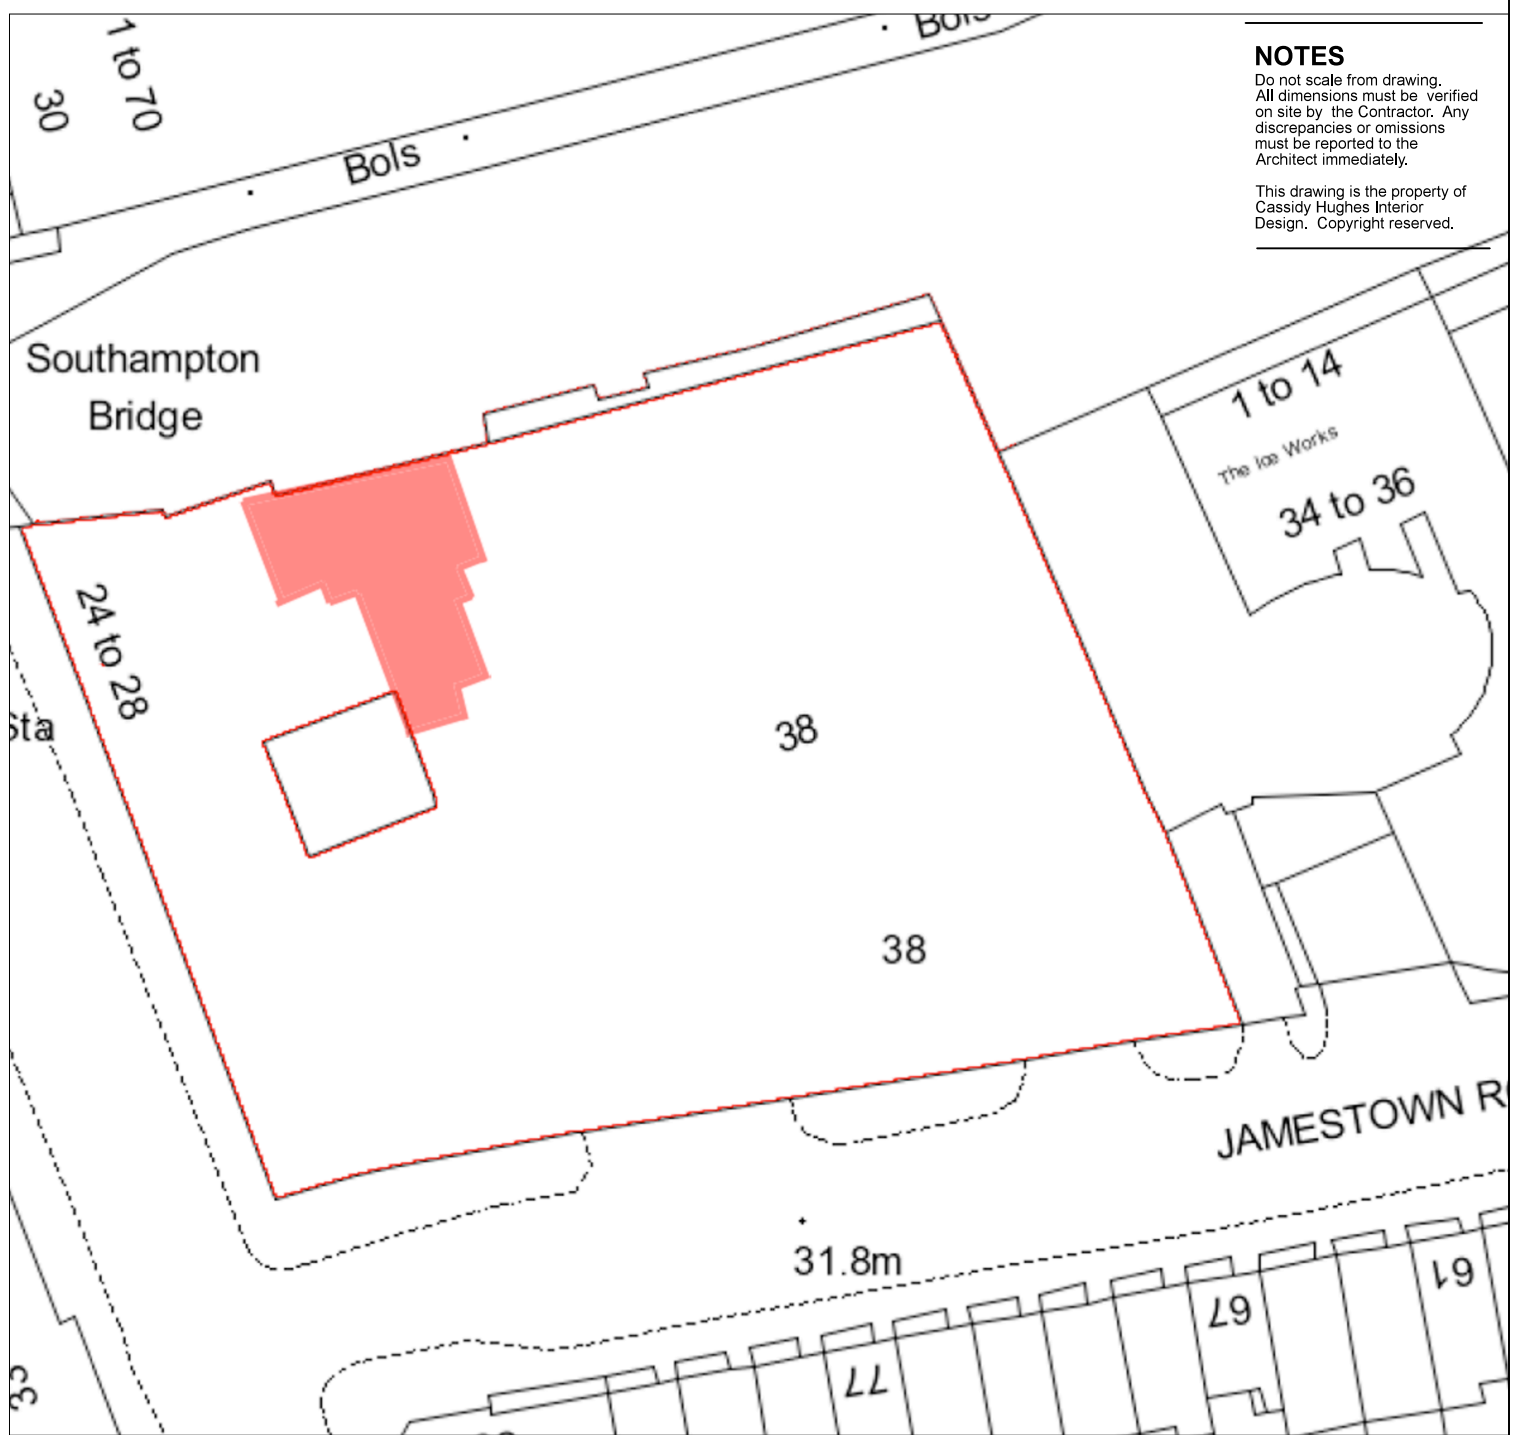 1 to 70
30
Bols
Bols
NOTES
Do not scale from drawing.
All dimensions must be verified
on site by the Contractor. Any
discrepancies or omissions
must be reported to the
Architect immediately.
This drawing is the property of
Cassidy Hughes Interior
Design. Copyright reserved.
Southampton
Bridge
1 to 14
The Ice Works
34 to 36
24 to 28
Sta
38
38
JAMESTOWN R
31.8m
61
67
77
33